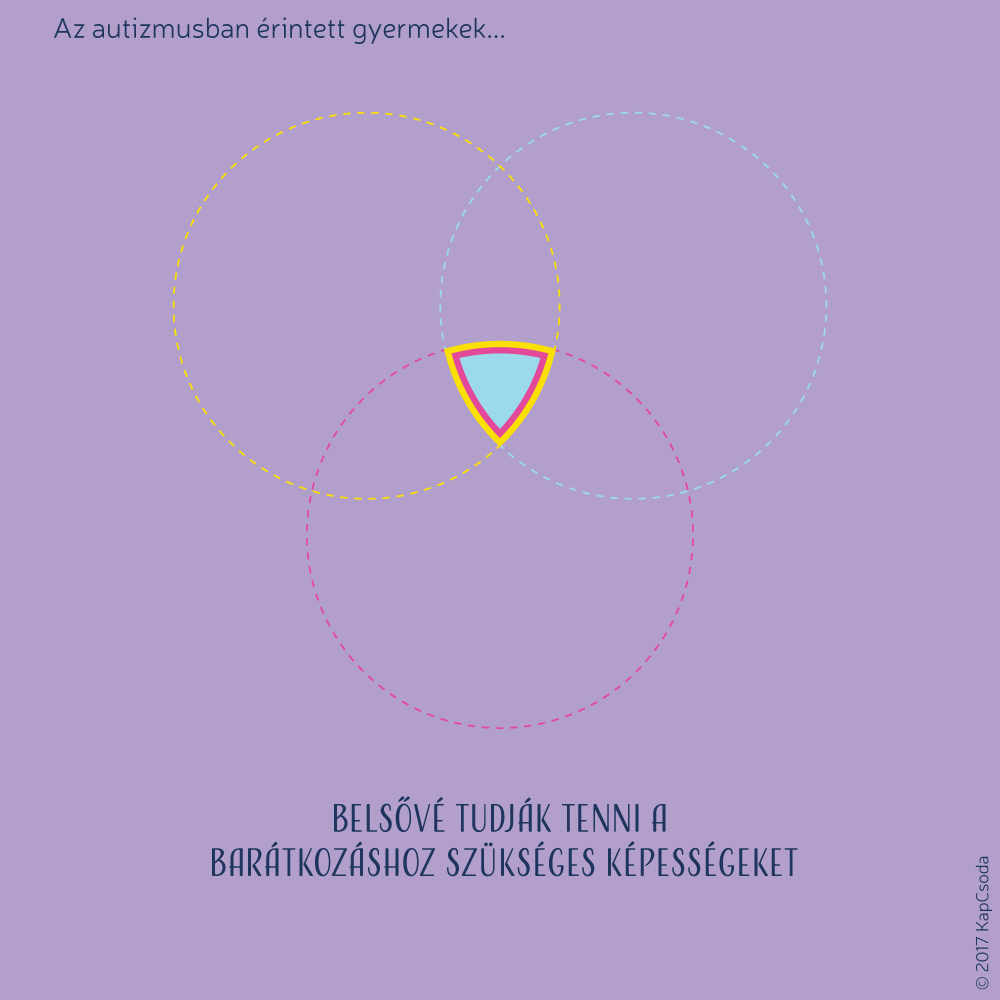 Az autizmusban érintett gyermekek...
BELSŐVÉ TUDJÁK TENNI A
BARÁTKOZÁSHOZ SZÜKSÉGES KÉPESSÉGEKET
© 2017 KapCsoda